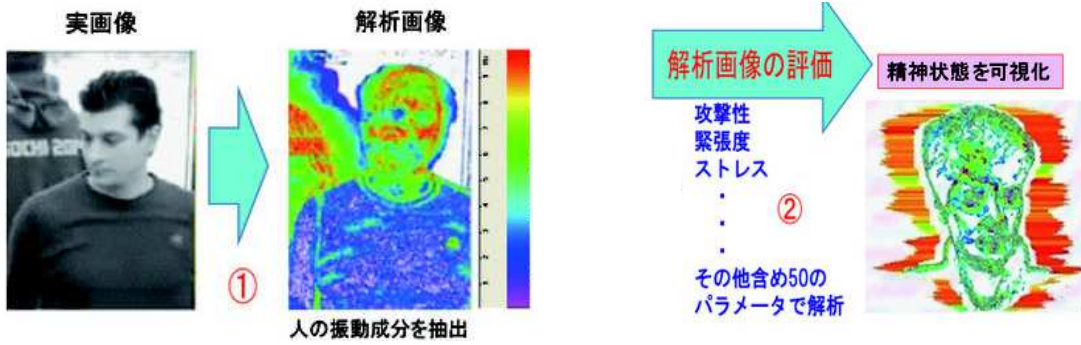 実画像
解析画像
①
人の振動成分を抽出
解析画像の評価
精神状態を可視化
攻撃性
緊張度
ストレス
・
・
・
②
その他含め50の
パラメータで解析